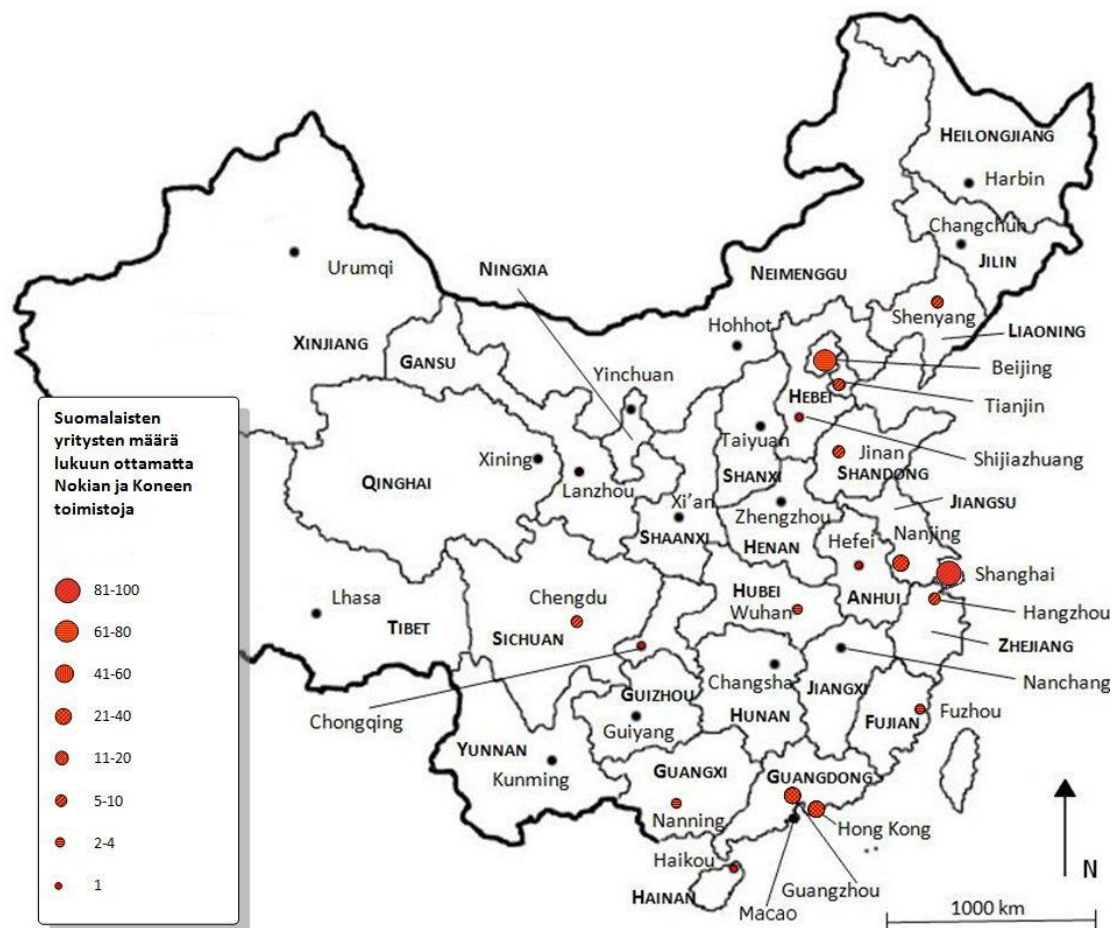 HEILONGJIANG
Harbin
Changchun
JILIN
Urumqi
NINGXIA
NEIMENGGU
Shenyang
LIAONING
XINJIANG
GANSU
Hohhot
Beijing
Yinchuan
HEBEI
Tianjin
Taiyuan
Jinan
Shijiazhuang
Xining
QINGHAI
Lanzhou
SHANXI
SHANDONG
JIANGSU
Xi'an
Zhengzhou
Nanjing
SHAANXI
HENAN
Hefei
Shanghai
Lhasa
TIBET
Chengdu
SICHUAN
HUBEI
Wuhan
ANHUI
Hangzhou
ZHEJIANG
Chongqing
GUIZHOU
Changsha
JIANGXI
Nanchang
Guiyang
HUNAN
FUJIAN
Fuzhou
YUNNAN
Kunming
GUANGXI
GUANGDONG
Nanning
Hong Kong
Haikou
HAINAN
Macao
Guangzhou
N
1000 km
Suomalaisten
yritysten määrä
lukuun ottamatta
Nokian ja Koneen
toimistoja
81-100
61-80
41-60
21-40
11-20
5-10
2-4
1